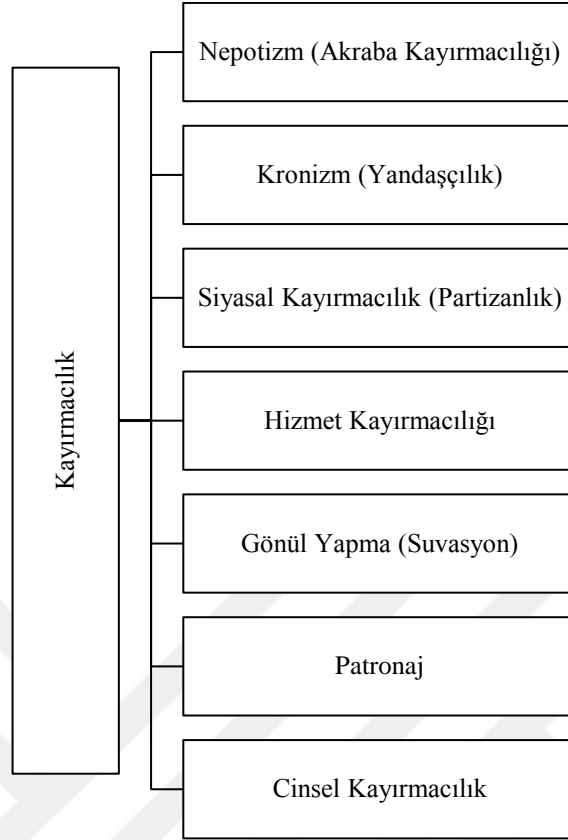 Kayırmacılık
Nepotizm (Akraba Kayırmacılığı)
Kronizm (Yandaşçılık)
Siyasal Kayırmacılık (Partizanlık)
Hizmet Kayırmacılığı
Gönül Yapma (Suvasyon)
Patronaj
Cinsel Kayırmacılık